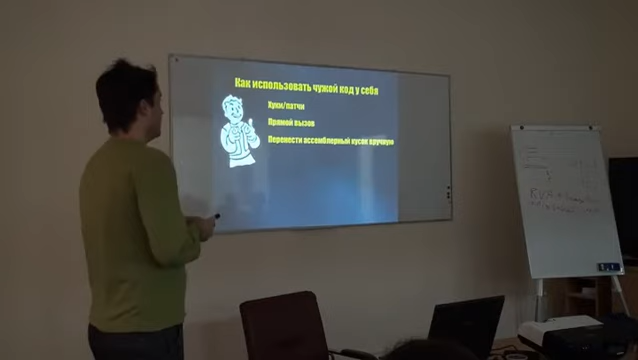 Как использовать чужой код у себя
Хуки/патчи
Прямой вызов
Перенести ассемблерный кусок вручную